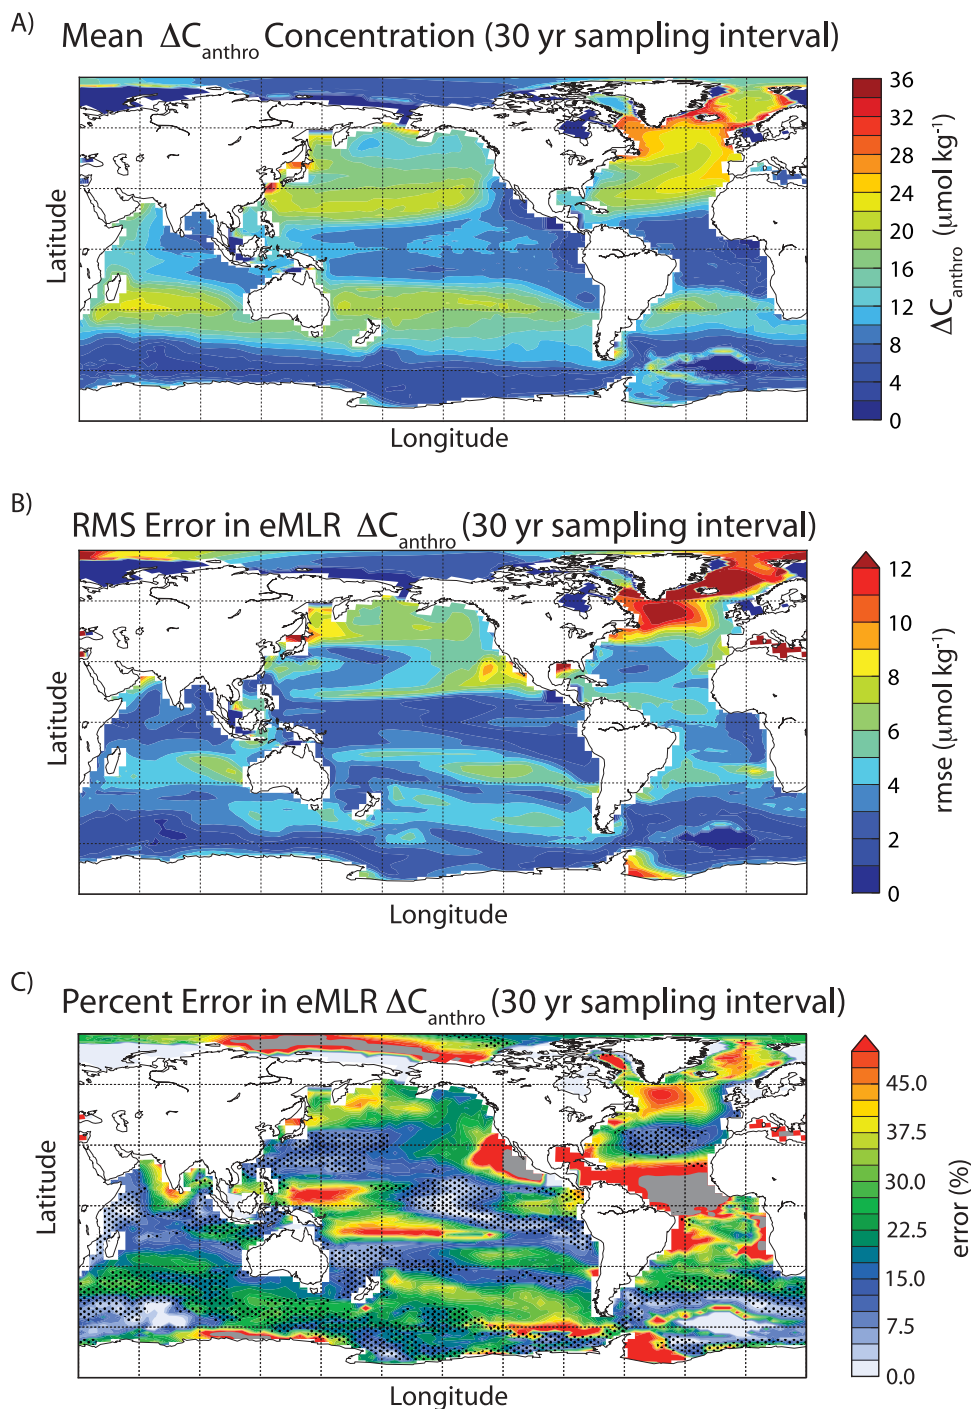 A)
Mean ΔCanthro Concentration (30 yr sampling interval)
Latitude
Longitude
36
32
28
24
20
16
12
8
4
0
ΔCanthro (μmol kg⁻¹)
B)
RMS Error in eMLR ΔCanthro (30 yr sampling interval)
Latitude
Longitude
12
10
8
6
4
2
0
rmse (μmol kg⁻¹)
C)
Percent Error in eMLR ΔCanthro (30 yr sampling interval)
Latitude
Longitude
45.0
37.5
30.0
22.5
15.0
7.5
0.0
error (%)